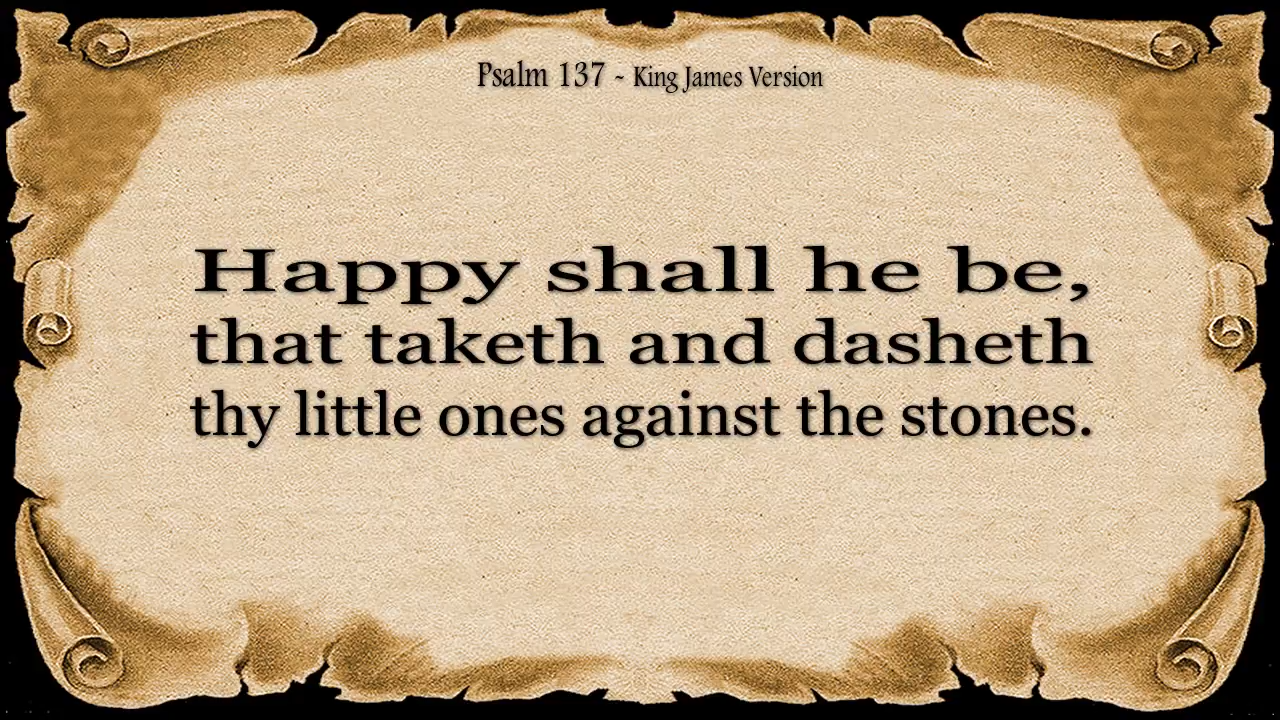 Psalm 137 - King James Version
Happy shall he be,
that taketh and dasheth
thy little ones against the stones.